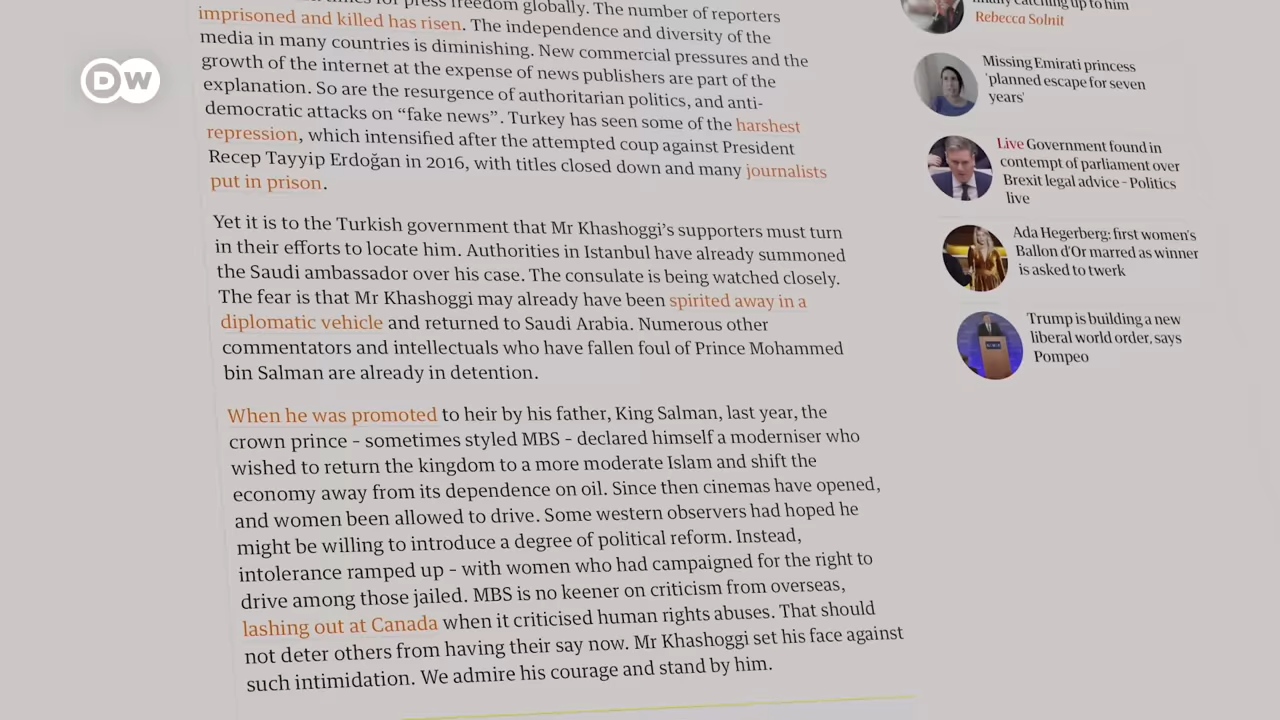 DW
times for press freedom globally. The number of reporters
imprisoned and killed has risen. The independence and diversity of the
media in many countries is diminishing. New commercial pressures and the
growth of the internet at the expense of news publishers are part of the
explanation. So are the resurgence of authoritarian politics, and anti-
democratic attacks on “fake news”. Turkey has seen some of the harshest
repression, which intensified after the attempted coup against President
Recep Tayyip Erdoğan in 2016, with titles closed down and many journalists
put in prison.
Yet it is to the Turkish government that Mr Khashoggi’s supporters must turn
in their efforts to locate him. Authorities in Istanbul have already summoned
the Saudi ambassador over his case. The consulate is being watched closely.
The fear is that Mr Khashoggi may already have been spirited away in a
diplomatic vehicle and returned to Saudi Arabia. Numerous other
commentators and intellectuals who have fallen foul of Prince Mohammed
bin Salman are already in detention.
When he was promoted to heir by his father, King Salman, last year, the
crown prince – sometimes styled MBS – declared himself a moderniser who
wished to return the kingdom to a more moderate Islam and shift the
economy away from its dependence on oil. Since then cinemas have opened,
and women been allowed to drive. Some western observers had hoped he
might be willing to introduce a degree of political reform. Instead,
intolerance ramped up – with women who had campaigned for the right to
drive among those jailed. MBS is no keener on criticism from overseas,
lashing out at Canada when it criticised human rights abuses. That should
not deter others from having their say now. Mr Khashoggi set his face against
such intimidation. We admire his courage and stand by him.
finally catching up to him
Rebecca Solnit
Missing Emirati princess
'planned escape for seven
years'
Live Government found in
contempt of parliament over
Brexit legal advice – Politics
live
Ada Hegerberg: first women's
Ballon d'Or marred as winner
is asked to twerk
Trump is building a new
liberal world order, says
Pompeo